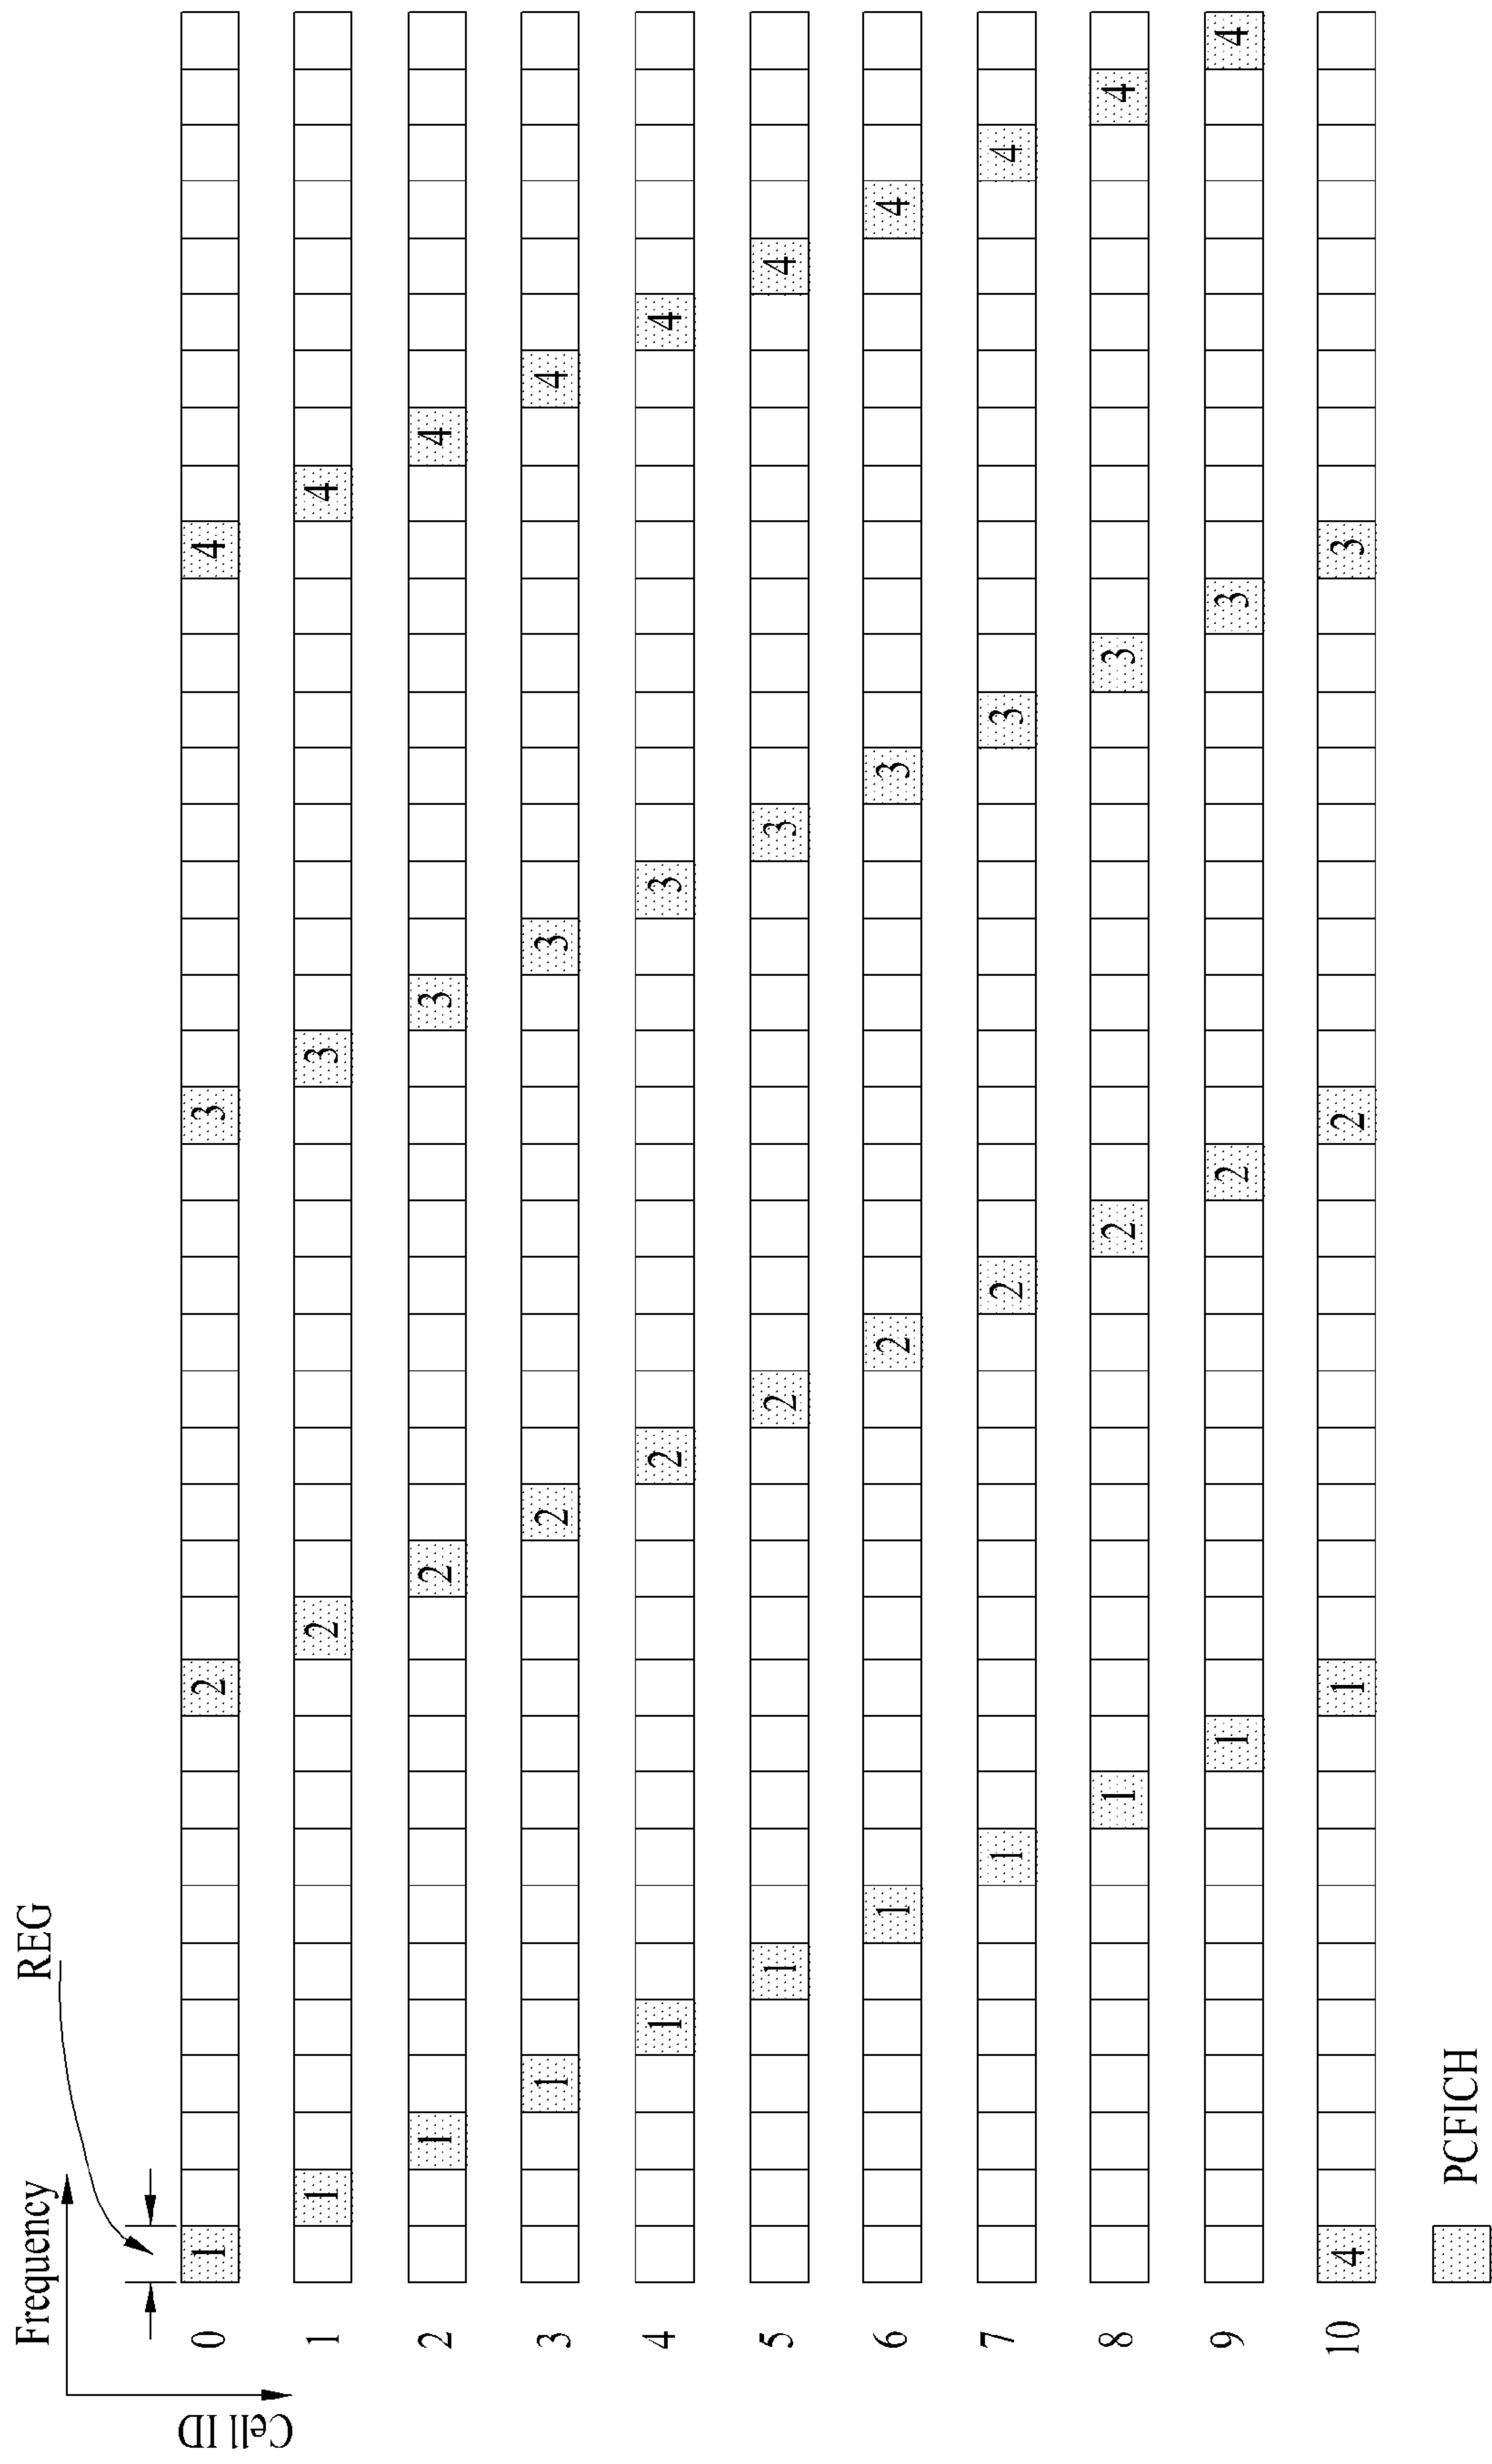 Frequency REG
Cell ID
0 1 2 3 4
1 1 2 3 4
2 1 2 3 4
3 1 2 3 4
4 1 2 3 4
5 1 2 3 4
6 1 2 3 4
7 1 2 3 4
8 1 2 3 4
9 1 2 3 4
10 4 1 2 3
PCFICH